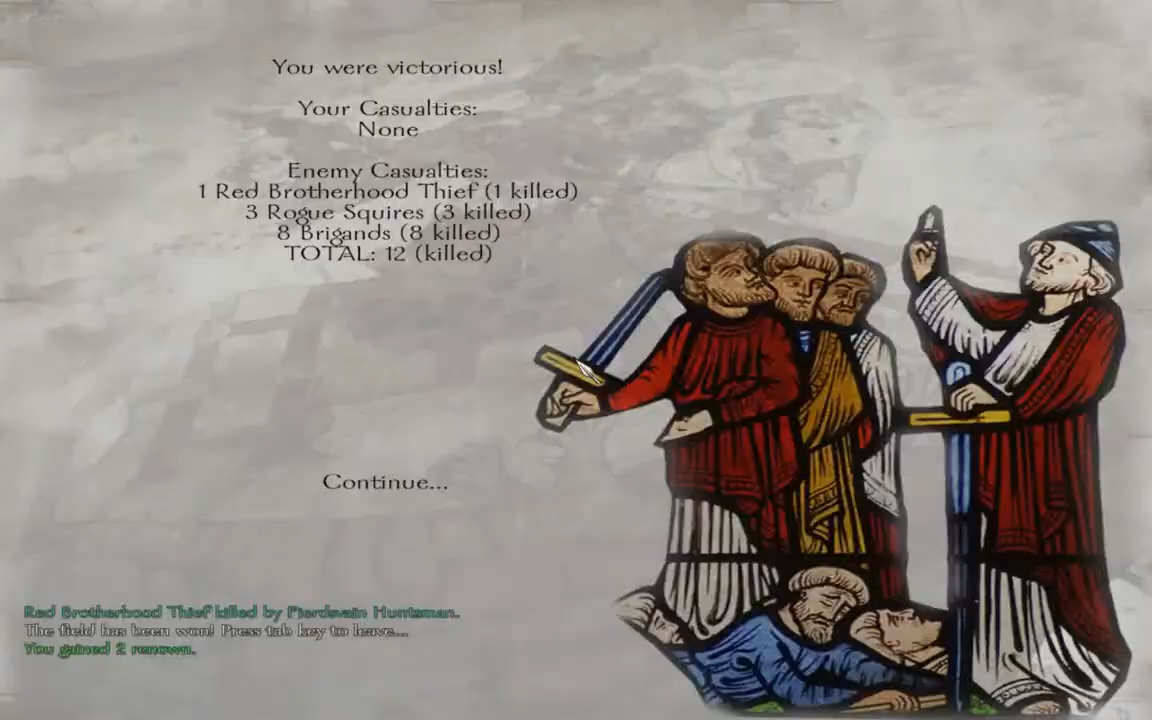 You were victorious!
Your Casualties:
None
Enemy Casualties:
1 Red Brotherhood Thief (1 killed)
3 Rogue Squires (3 killed)
8 Brigands (8 killed)
TOTAL: 12 (killed)
Continue...
Red Brotherhood Thief killed by Pierdsvain Huntsman.
The field has been won! Press tab key to leave...
You gained 2 renown.